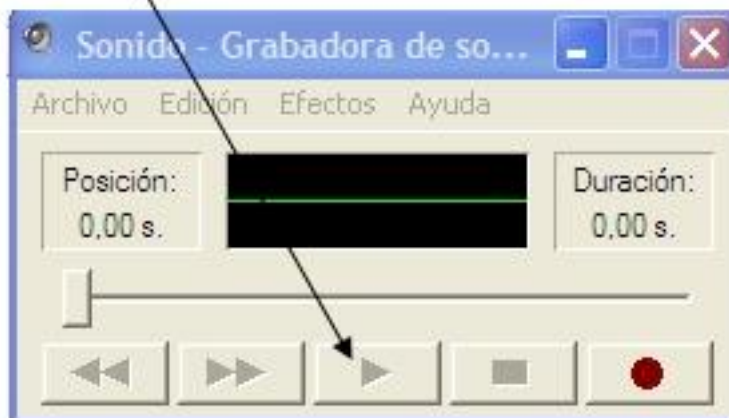 Sonido - Grabadora de so...
Archivo Edición Efectos Ayuda
Posición:
0,00 s.
Duración:
0,00 s.